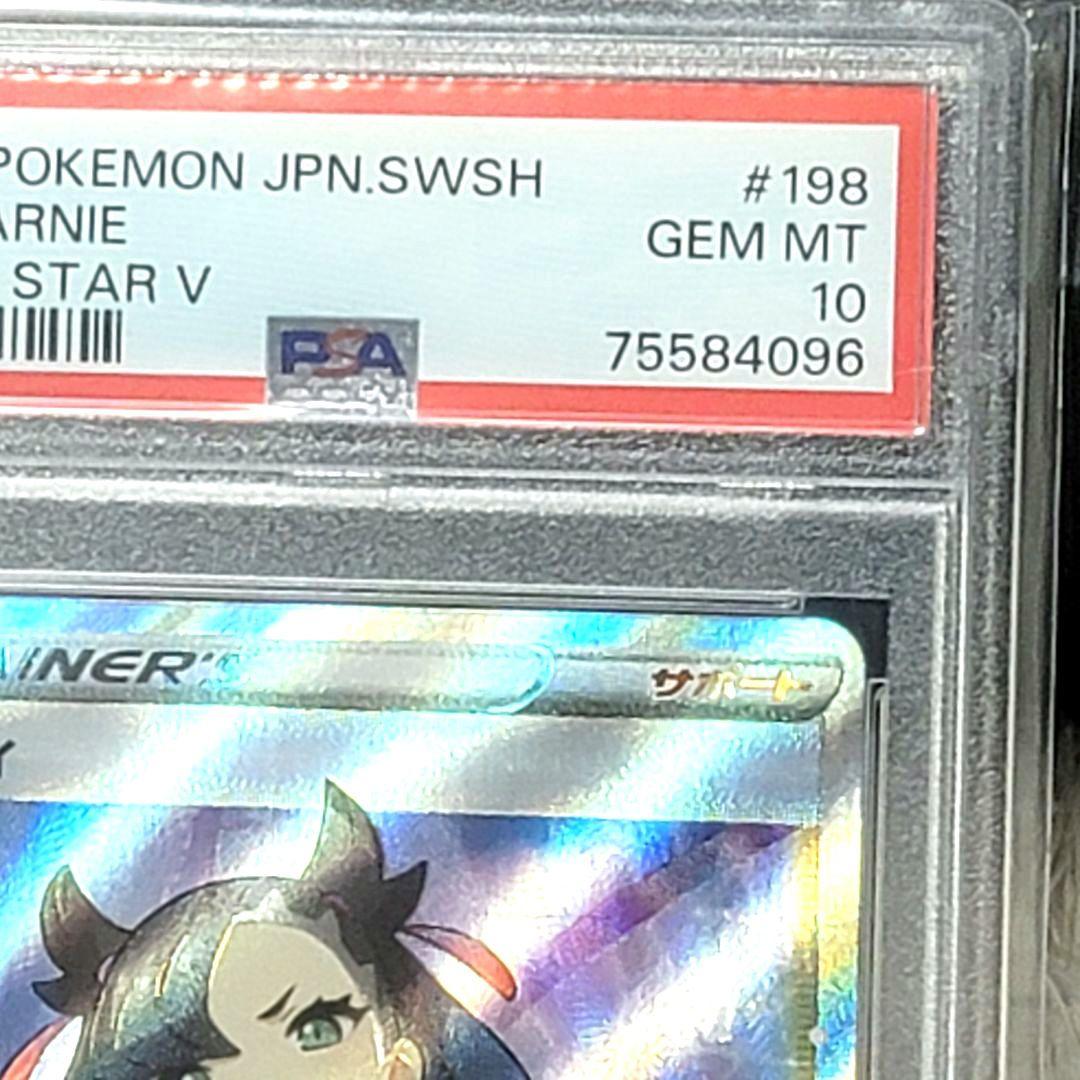 POKEMON JPN.SWSH #198
ARNIE GEM MT
STAR V 10
PSA 75584096
INER'S サポート